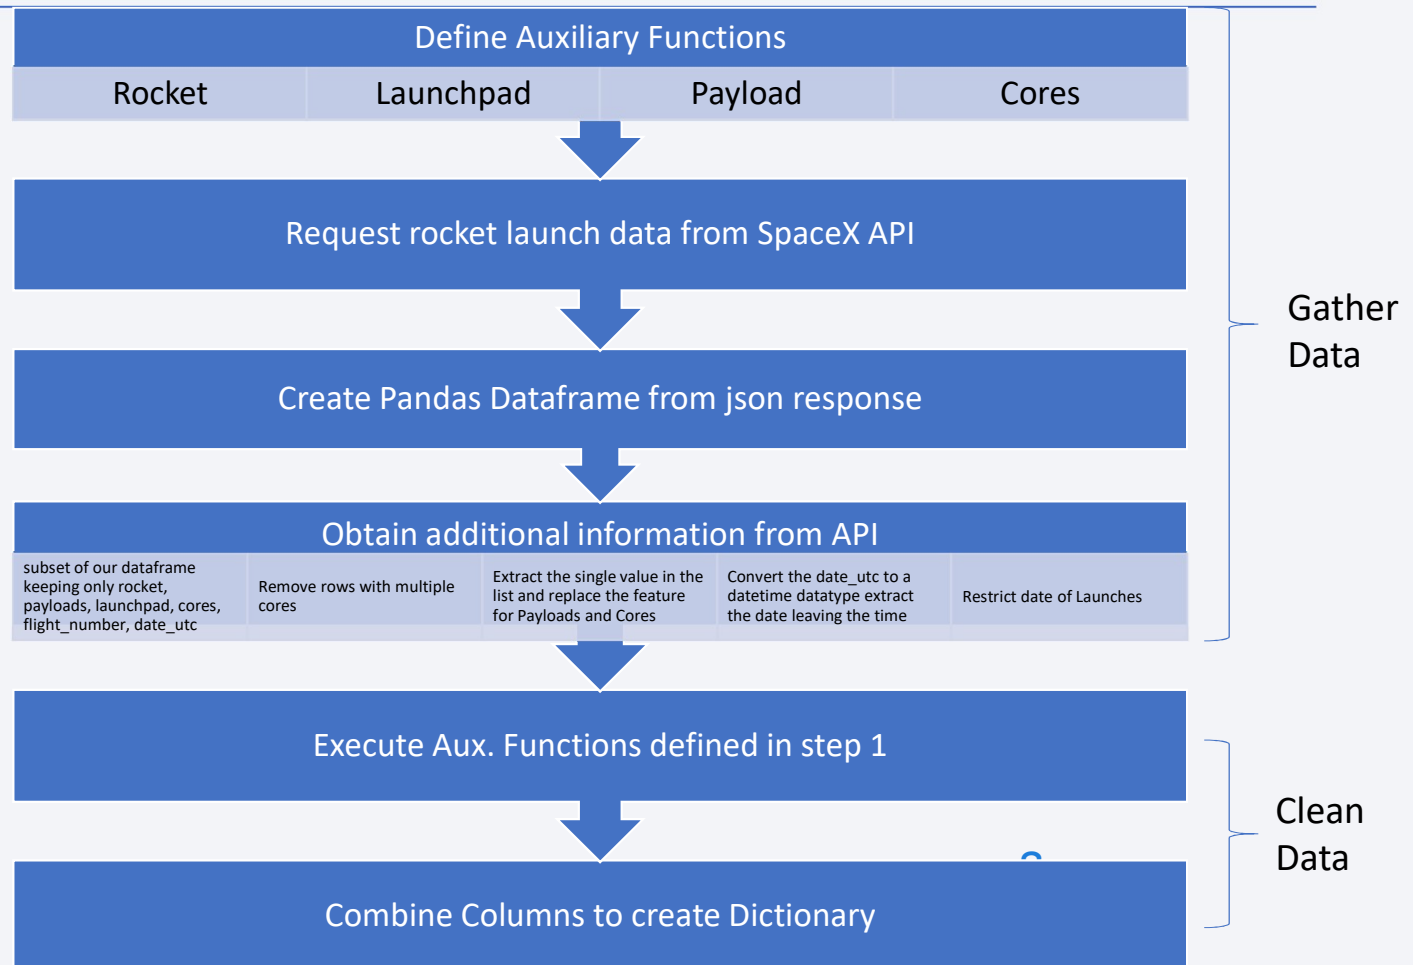 Define Auxiliary Functions
Rocket
Launchpad
Payload
Cores
Request rocket launch data from SpaceX API
Create Pandas Dataframe from json response
Obtain additional information from API
subset of our dataframe
keeping only rocket,
payloads, launchpad, cores,
flight_number, date_utc
Remove rows with multiple
cores
Extract the single value in the
list and replace the feature
for Payloads and Cores
Convert the date_utc to a
datetime datatype extract
the date leaving the time
Restrict date of Launches
Gather
Data
Execute Aux. Functions defined in step 1
Combine Columns to create Dictionary
Clean
Data